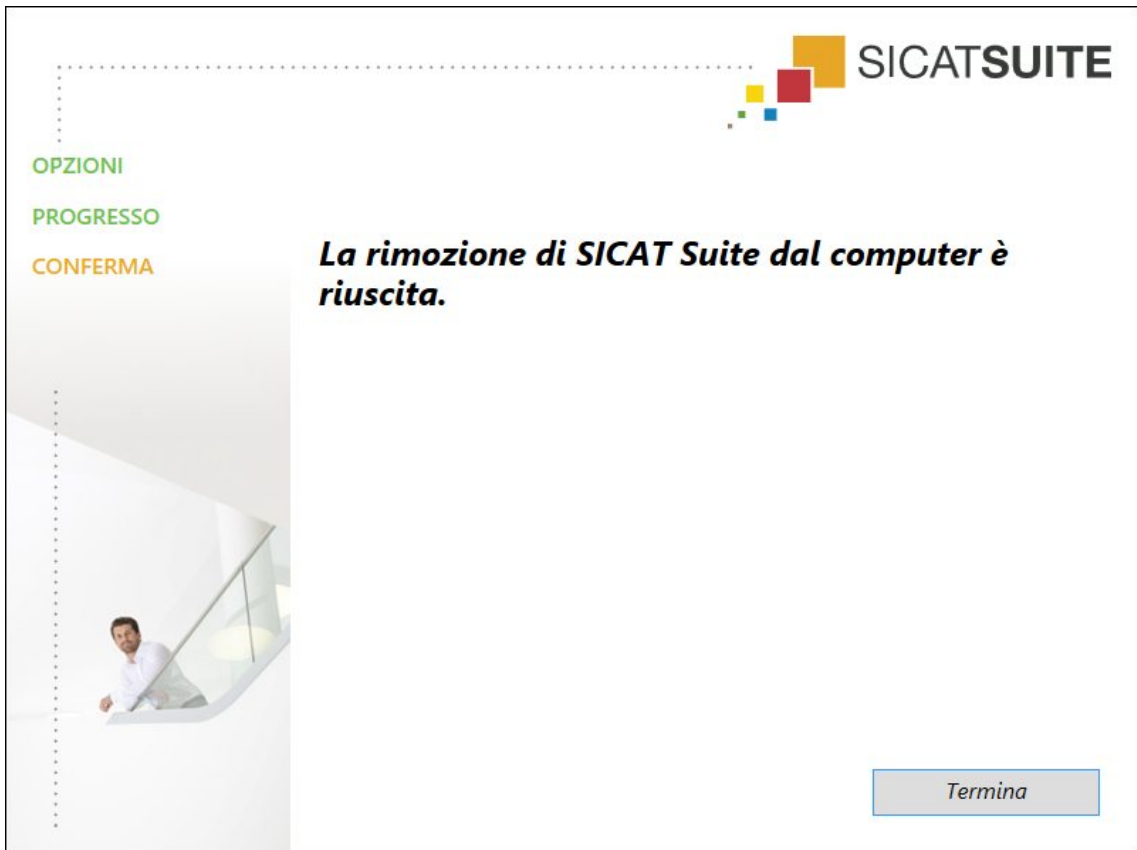 SICATSUITE
OPZIONI
PROGRESSO
CONFERMA
La rimozione di SICAT Suite dal computer è
riuscita.
Termina